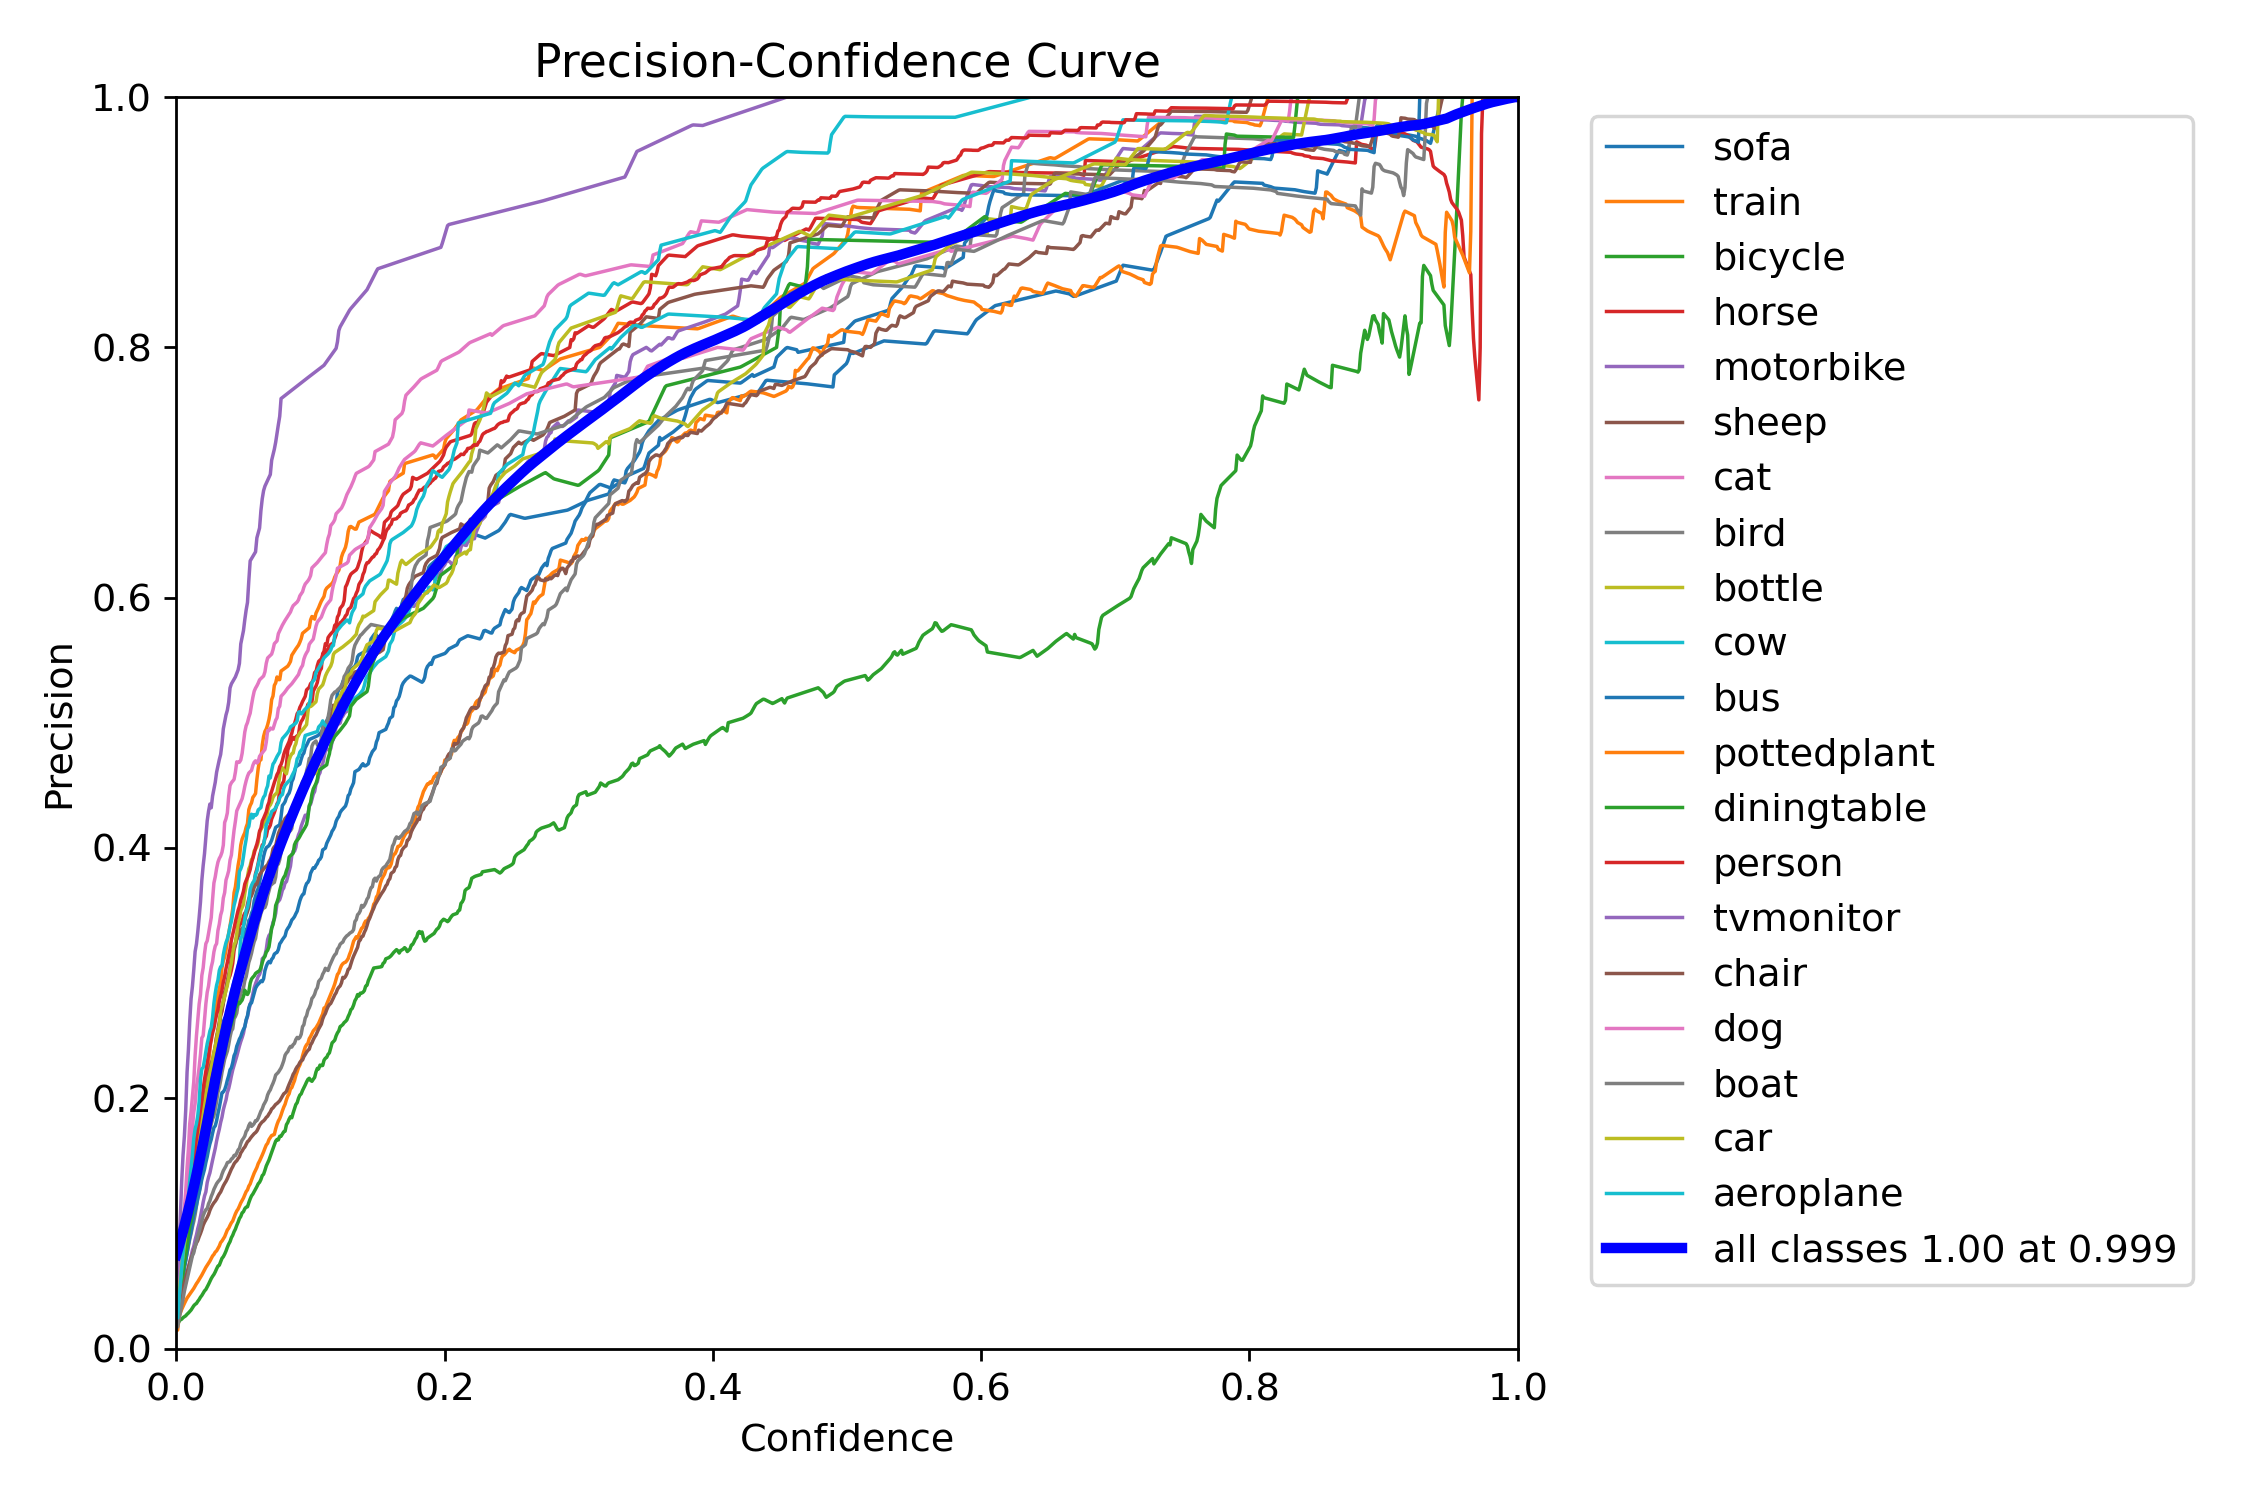 Precision-Confidence Curve
1.0
0.8
0.6
0.4
0.2
0.0
Precision
0.0 0.2 0.4 0.6 0.8 1.0
Confidence
sofa
train
bicycle
horse
motorbike
sheep
cat
bird
bottle
cow
bus
pottedplant
diningtable
person
tvmonitor
chair
dog
boat
car
aeroplane
all classes 1.00 at 0.999